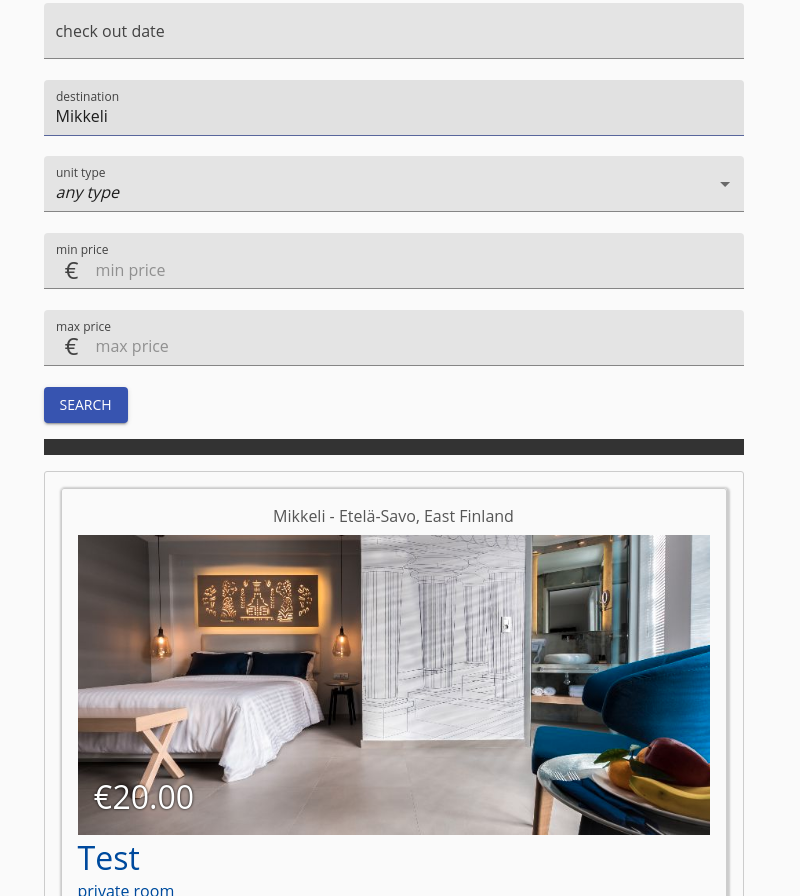 check out date
destination
Mikkeli
unit type
any type
min price
€ min price
max price
€ max price
SEARCH
Mikkeli - Etelä-Savo, East Finland
€20.00
Test
private room